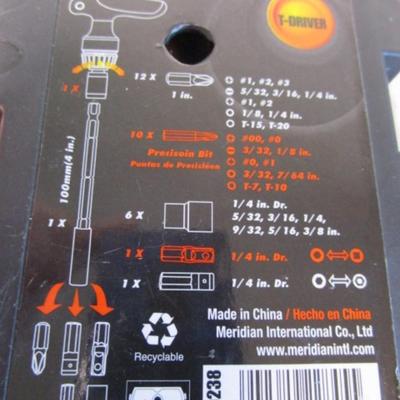 T-DRIVER
12 X
1 in.
#1, #2, #3
5/32, 3/16, 1/4 in.
#1, #2
1/8, 1/4 in.
T-15, T-20
1 X
10 X
Precisoin Bit
Puntas de Precisión
#00, #0
3/32, 1/8 in.
#0, #1
3/32, 7/64 in.
T-7, T-10
100mm(4 in.)
1 X
6 X
1/4 in. Dr.
5/32, 3/16, 1/4,
9/32, 5/16, 3/8 in.
1 X
1/4 in. Dr.
1 X
1/4 in. Dr.
Recyclable
Made in China / Hecho en China
Meridian International Co., Ltd
www.meridianintl.com
238